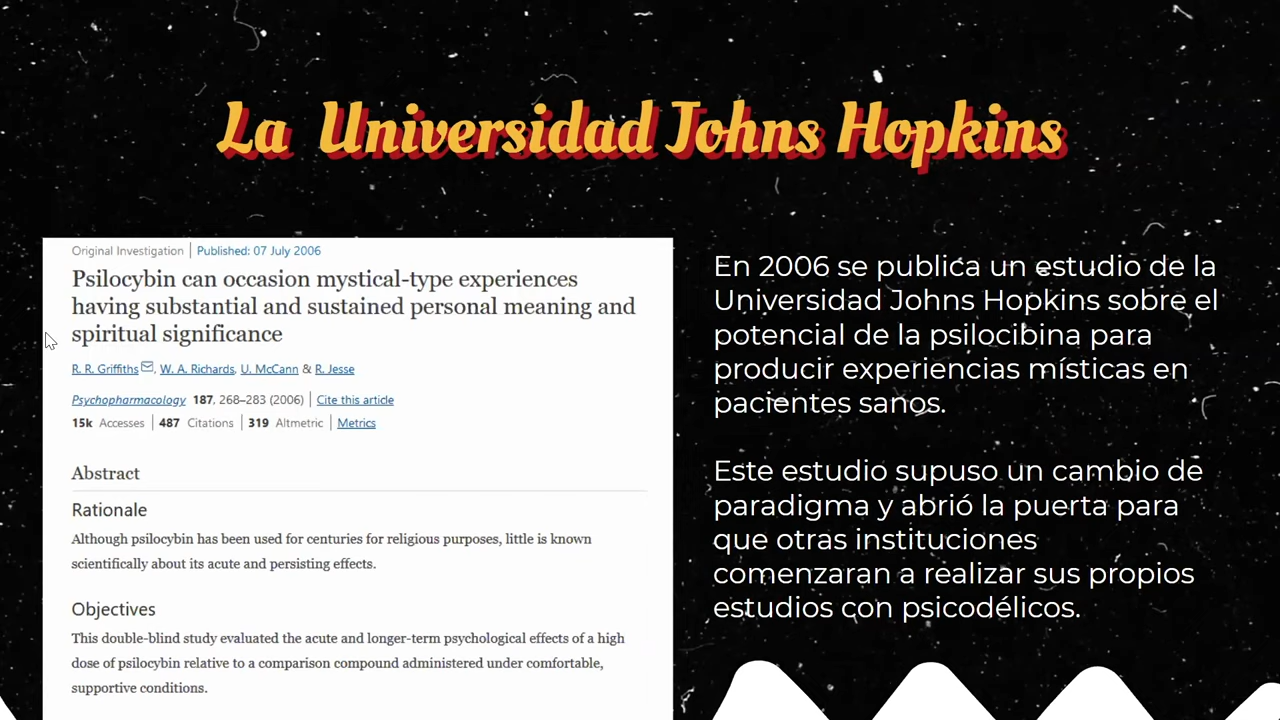 La Universidad Johns Hopkins
Original Investigation | Published: 07 July 2006
Psilocybin can occasion mystical-type experiences
having substantial and sustained personal meaning and
spiritual significance
R. R. Griffiths, W. A. Richards, U. McCann & R. Jesse
Psychopharmacology 187, 268–283 (2006) | Cite this article
15k Accesses | 487 Citations | 319 Altmetric | Metrics
Abstract
Rationale
Although psilocybin has been used for centuries for religious purposes, little is known
scientifically about its acute and persisting effects.
Objectives
This double-blind study evaluated the acute and longer-term psychological effects of a high
dose of psilocybin relative to a comparison compound administered under comfortable,
supportive conditions.
En 2006 se publica un estudio de la
Universidad Johns Hopkins sobre el
potencial de la psilocibina para
producir experiencias místicas en
pacientes sanos.
Este estudio supuso un cambio de
paradigma y abrió la puerta para
que otras instituciones
comenzaran a realizar sus propios
estudios con psicodélicos.